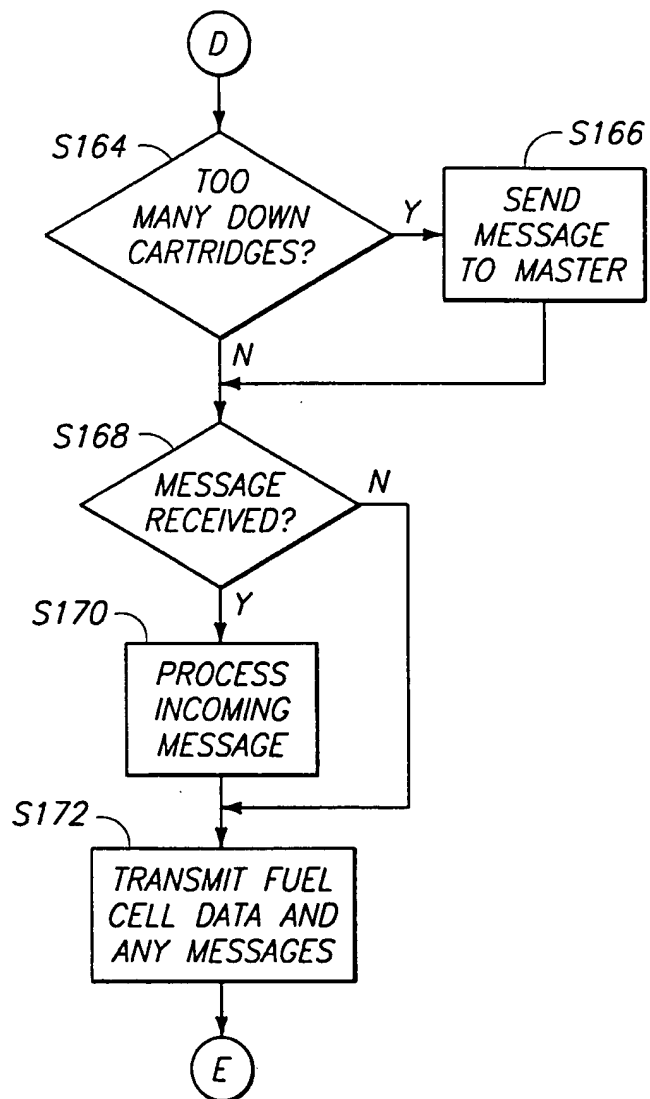 D
S164
TOO
MANY DOWN
CARTRIDGES?
Y
S166
SEND
MESSAGE
TO MASTER
N
S168
MESSAGE
RECEIVED?
N
Y
S170
PROCESS
INCOMING
MESSAGE
S172
TRANSMIT FUEL
CELL DATA AND
ANY MESSAGES
E